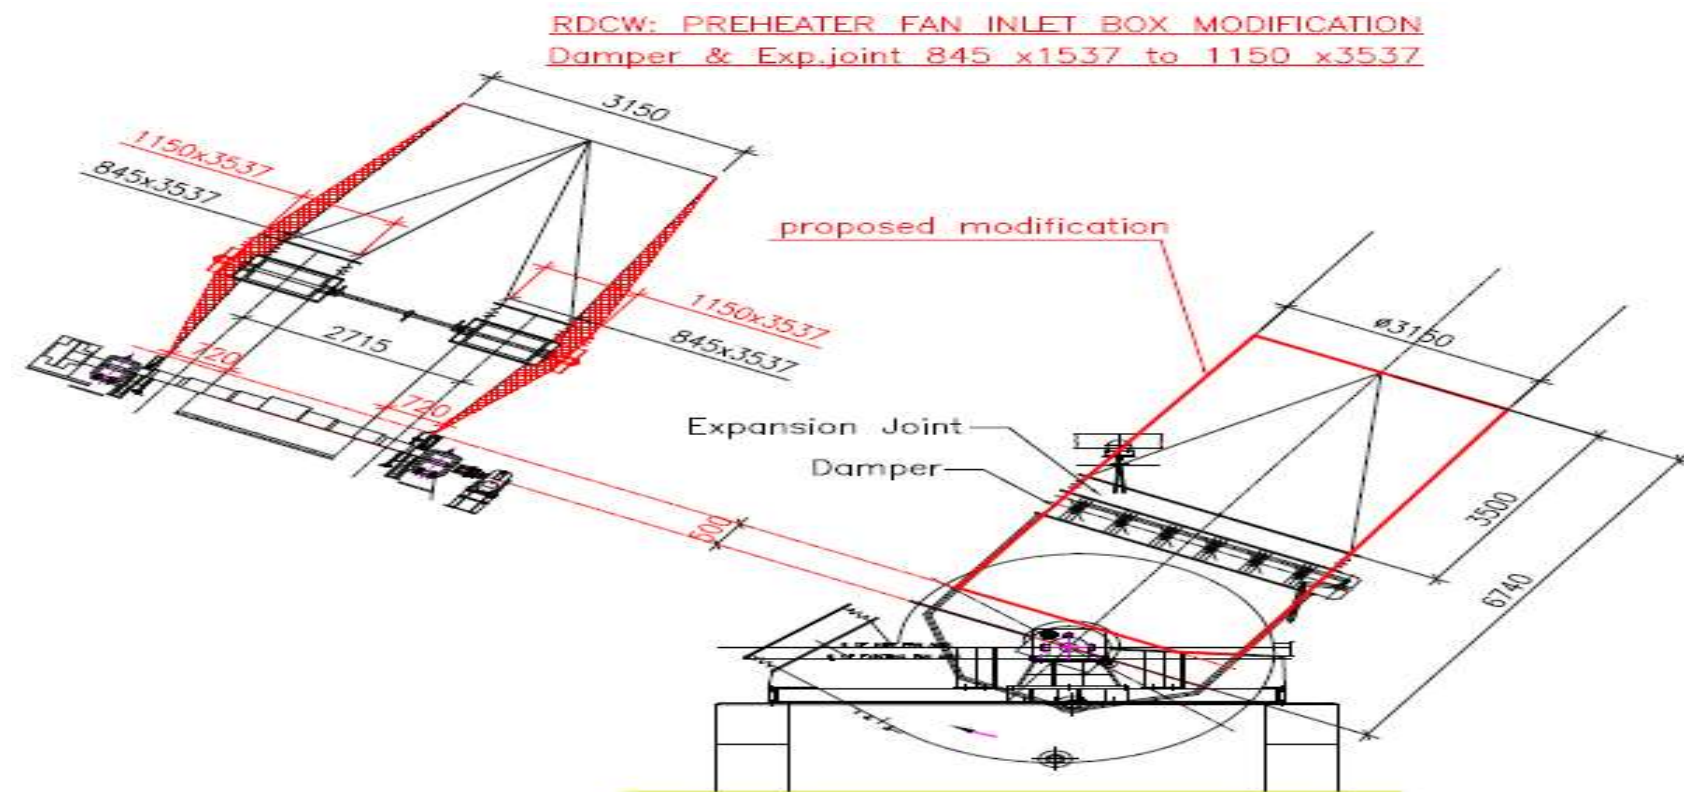 RDCW: PREHEATER FAN INLET BOX MODIFICATION
Damper & Exp.joint 845 x1537 to 1150 x3537
3150
1150x3537
845x3537
proposed modification
1150x3537
845x3537
2715
720
720
ø3150
Expansion Joint
Damper
600
3500
6740